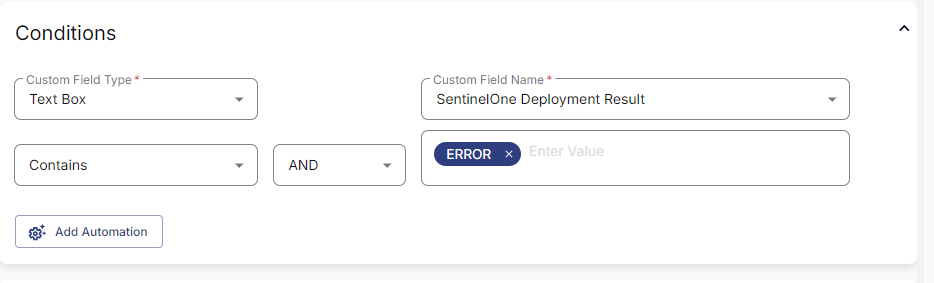 Conditions
Custom Field Type *
Custom Field Name *
Text Box
SentinelOne Deployment Result
Contains
AND
ERROR × Enter Value
Add Automation